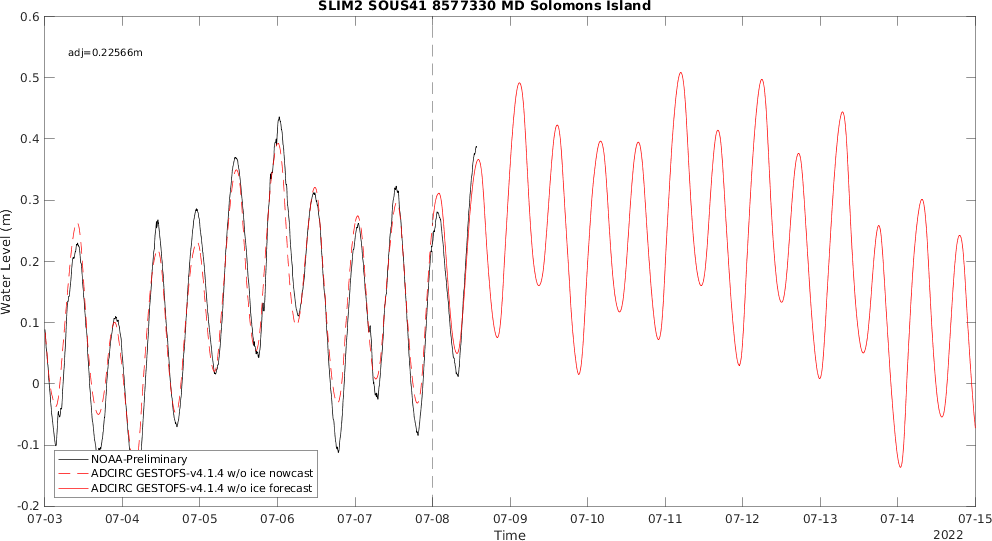 SLIM2 SOUS41 8577330 MD Solomons Island
adj=0.22566m
Water Level (m)
0.6
0.5
0.4
0.3
0.2
0.1
0
-0.1
-0.2
NOAA-Preliminary
ADCIRC GESTOFS-v4.1.4 w/o ice nowcast
ADCIRC GESTOFS-v4.1.4 w/o ice forecast
07-03 07-04 07-05 07-06 07-07 07-08 07-09 07-10 07-11 07-12 07-13 07-14 07-15
Time
2022